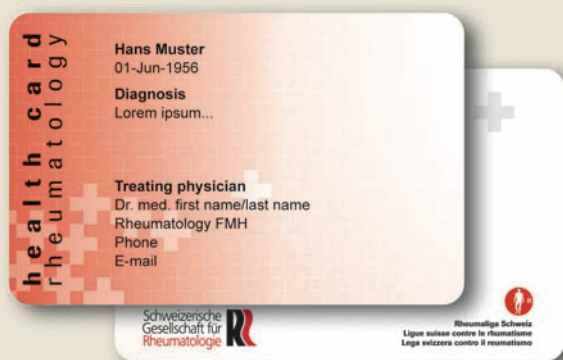 health card
rheumatology
Hans Muster
01-Jun-1956
Diagnosis
Lorem ipsum...
Treating physician
Dr. med. first name/last name
Rheumatology FMH
Phone
E-mail
Schweizerische
Gesellschaft für
Rheumatologie
Rheumaliga Schweiz
Ligue suisse contre le rhumatisme
Lega svizzera contro il reumatismo